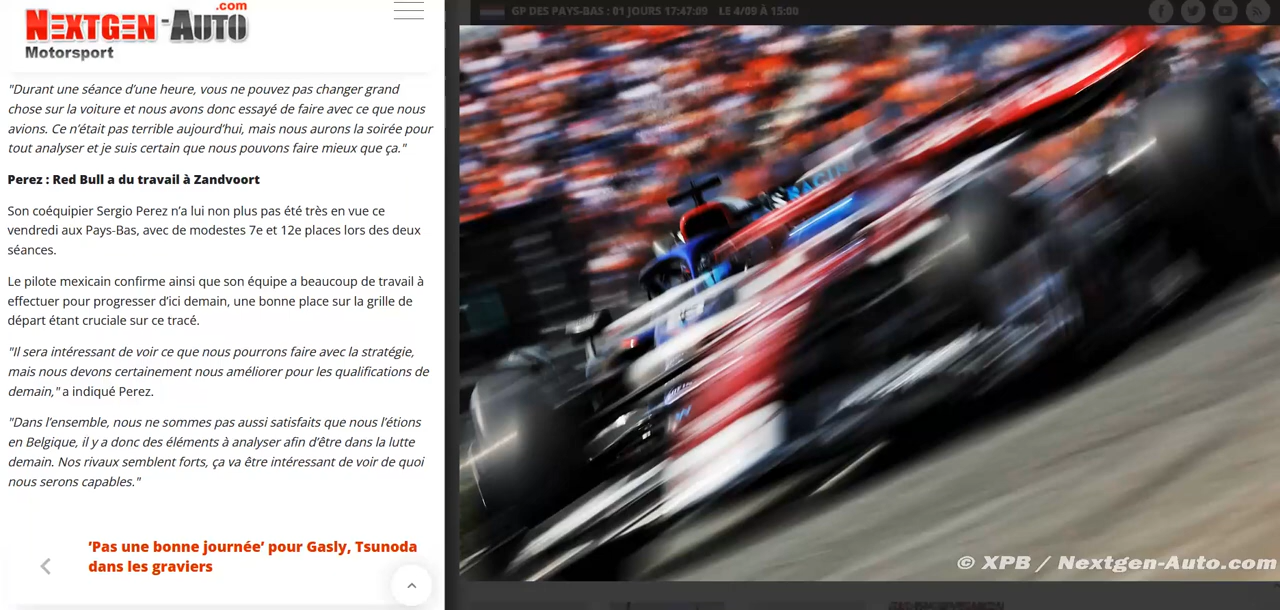 NEXTGEN-AUTO
.com
Motorsport
GP DES PAYS-BAS : 01 JOURS 17:47:09 LE 4/09 À 15:00
"Durant une séance d’une heure, vous ne pouvez pas changer grand
chose sur la voiture et nous avons donc essayé de faire avec ce que nous
avions. Ce n’était pas terrible aujourd’hui, mais nous aurons la soirée pour
tout analyser et je suis certain que nous pouvons faire mieux que ça."
Perez : Red Bull a du travail à Zandvoort
Son coéquipier Sergio Perez n’a lui non plus pas été très en vue ce
vendredi aux Pays-Bas, avec de modestes 7e et 12e places lors des deux
séances.
Le pilote mexicain confirme ainsi que son équipe a beaucoup de travail à
effectuer pour progresser d’ici demain, une bonne place sur la grille de
départ étant cruciale sur ce tracé.
"Il sera intéressant de voir ce que nous pourrons faire avec la stratégie,
mais nous devons certainement nous améliorer pour les qualifications de
demain," a indiqué Perez.
"Dans l’ensemble, nous ne sommes pas aussi satisfaits que nous l’étions
en Belgique, il y a donc des éléments à analyser afin d’être dans la lutte
demain. Nos rivaux semblent forts, ça va être intéressant de voir de quoi
nous serons capables."
’Pas une bonne journée’ pour Gasly, Tsunoda
dans les graviers
© XPB / Nextgen-Auto.com